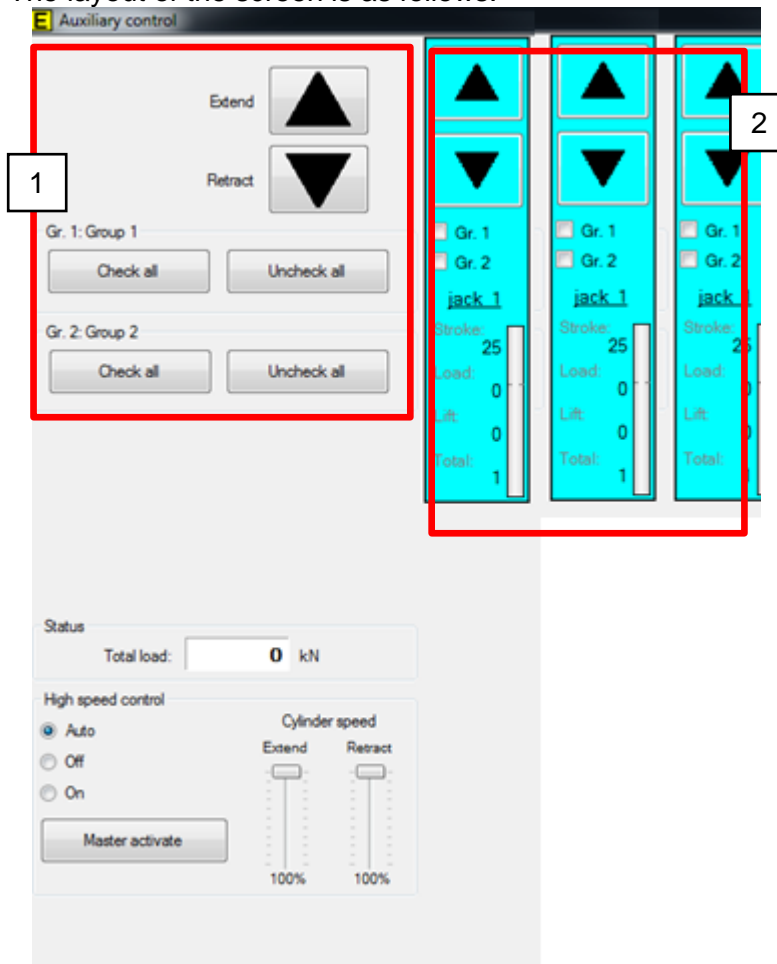 The layout of the screen is as follows:
E Auxiliary control
1
Extend
Retract
Gr. 1: Group 1
Check all
Uncheck all
Gr. 2: Group 2
Check all
Uncheck all
2
Gr. 1
Gr. 2
jack 1
Stroke:
25
Load:
0
Lift:
0
Total:
1
Gr. 1
Gr. 2
jack 1
Stroke:
25
Load:
0
Lift:
0
Total:
1
Gr. 1
Gr. 2
jack 1
Stroke:
25
Load:
0
Lift:
0
Total:
1
Status
Total load: 0 kN
High speed control
Auto
Off
On
Master activate
Cylinder speed
Extend Retract
100% 100%